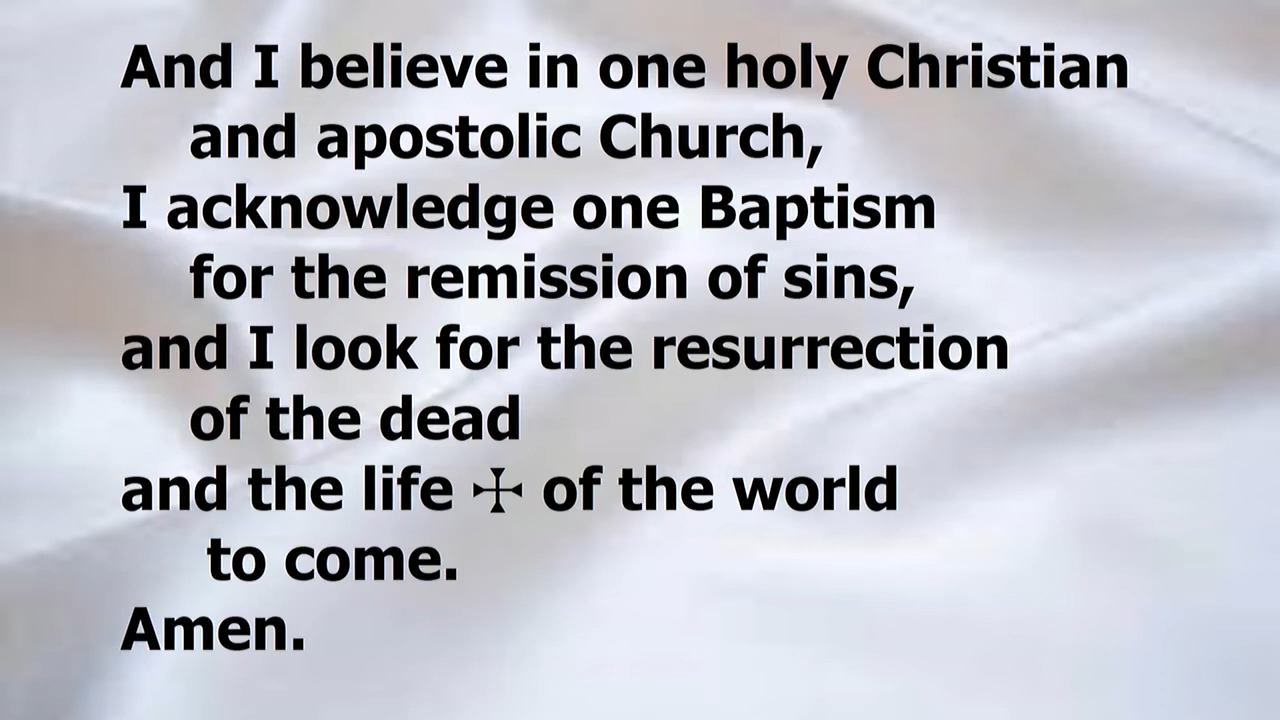 And I believe in one holy Christian
and apostolic Church,
I acknowledge one Baptism
for the remission of sins,
and I look for the resurrection
of the dead
and the life ☩ of the world
to come.
Amen.